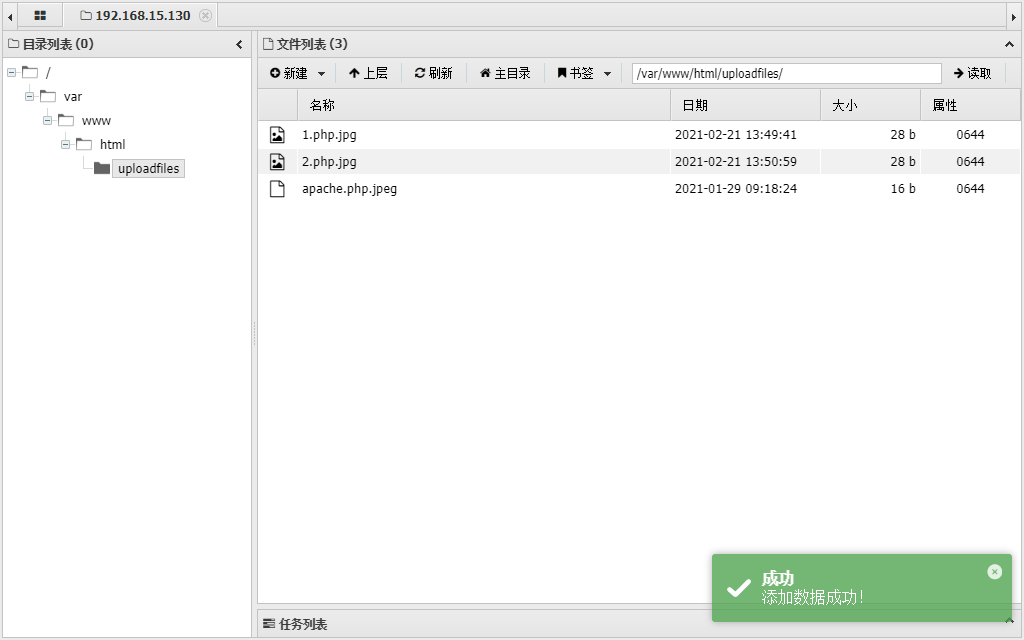 192.168.15.130
目录列表 (0)
/
var
www
html
uploadfiles
文件列表 (3)
新建 上层 刷新 主目录 书签 /var/www/html/uploadfiles/ 读取
名称 日期 大小 属性
1.php.jpg 2021-02-21 13:49:41 28 b 0644
2.php.jpg 2021-02-21 13:50:59 28 b 0644
apache.php.jpeg 2021-01-29 09:18:24 16 b 0644
成功
添加数据成功!
任务列表